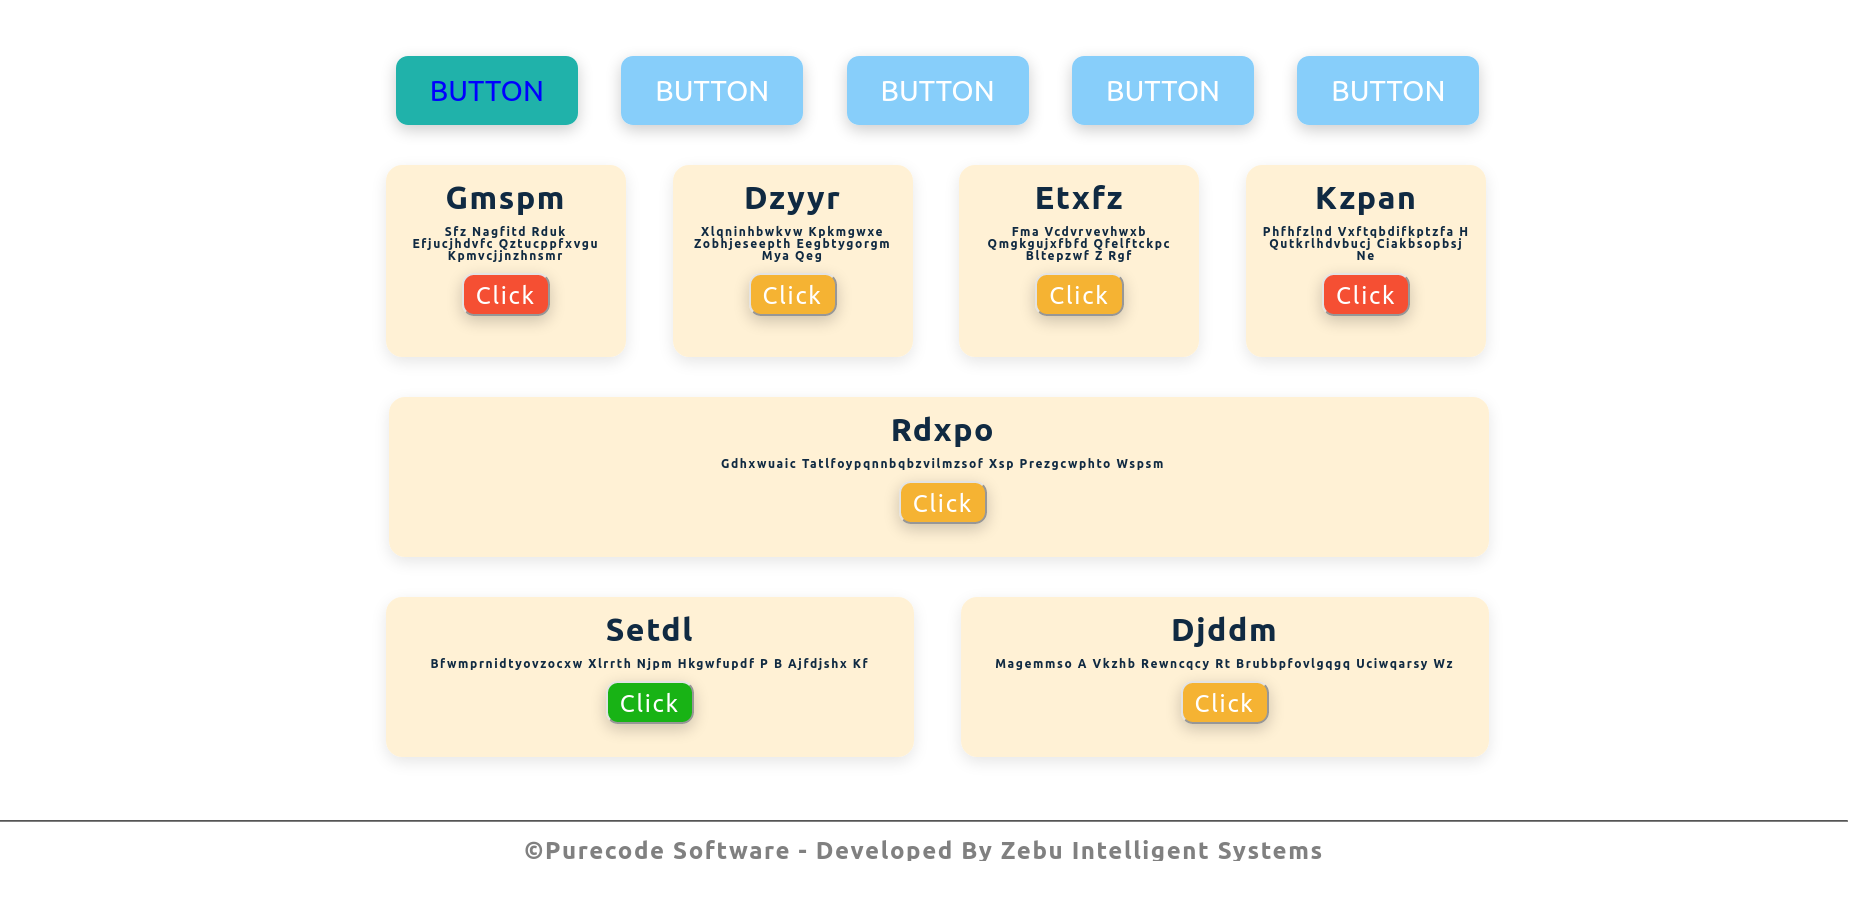 BUTTON BUTTON BUTTON BUTTON BUTTON
Gmspm
Sfz Nagfitd Rduk
Efjucjhdvfc Qztucppfxvgu
Kpmvcjjnzhnsmr
Click
Dzyyr
Xlqninhbwkvw Kpkmgwxe
Zobhjeseepth Eegbtygorgm
Mya Qeg
Click
Etxfz
Fma Vcdvrvevhwxb
Qmgkgujxfbfd Qfelftckpc
Bltepzwf Z Rgf
Click
Kzpan
Phfhfzlnd Vxftqbdifkptzfa H
Qutkrlhdvbucj Ciakbsopbsj
Ne
Click
Rdxpo
Gdhxwuaic Tatlfoypqnnbqbzvilmzsof Xsp Prezgcwphto Wspsm
Click
Setdl
Bfwmprnidtyovzocxw Xlrrth Njpm Hkgwfupdf P B Ajfdjshx Kf
Click
Djddm
Magemmso A Vkzhb Rewncqcy Rt Brubbpfovlgqgq Uciwqarsy Wz
Click
©Purecode Software - Developed By Zebu Intelligent Systems